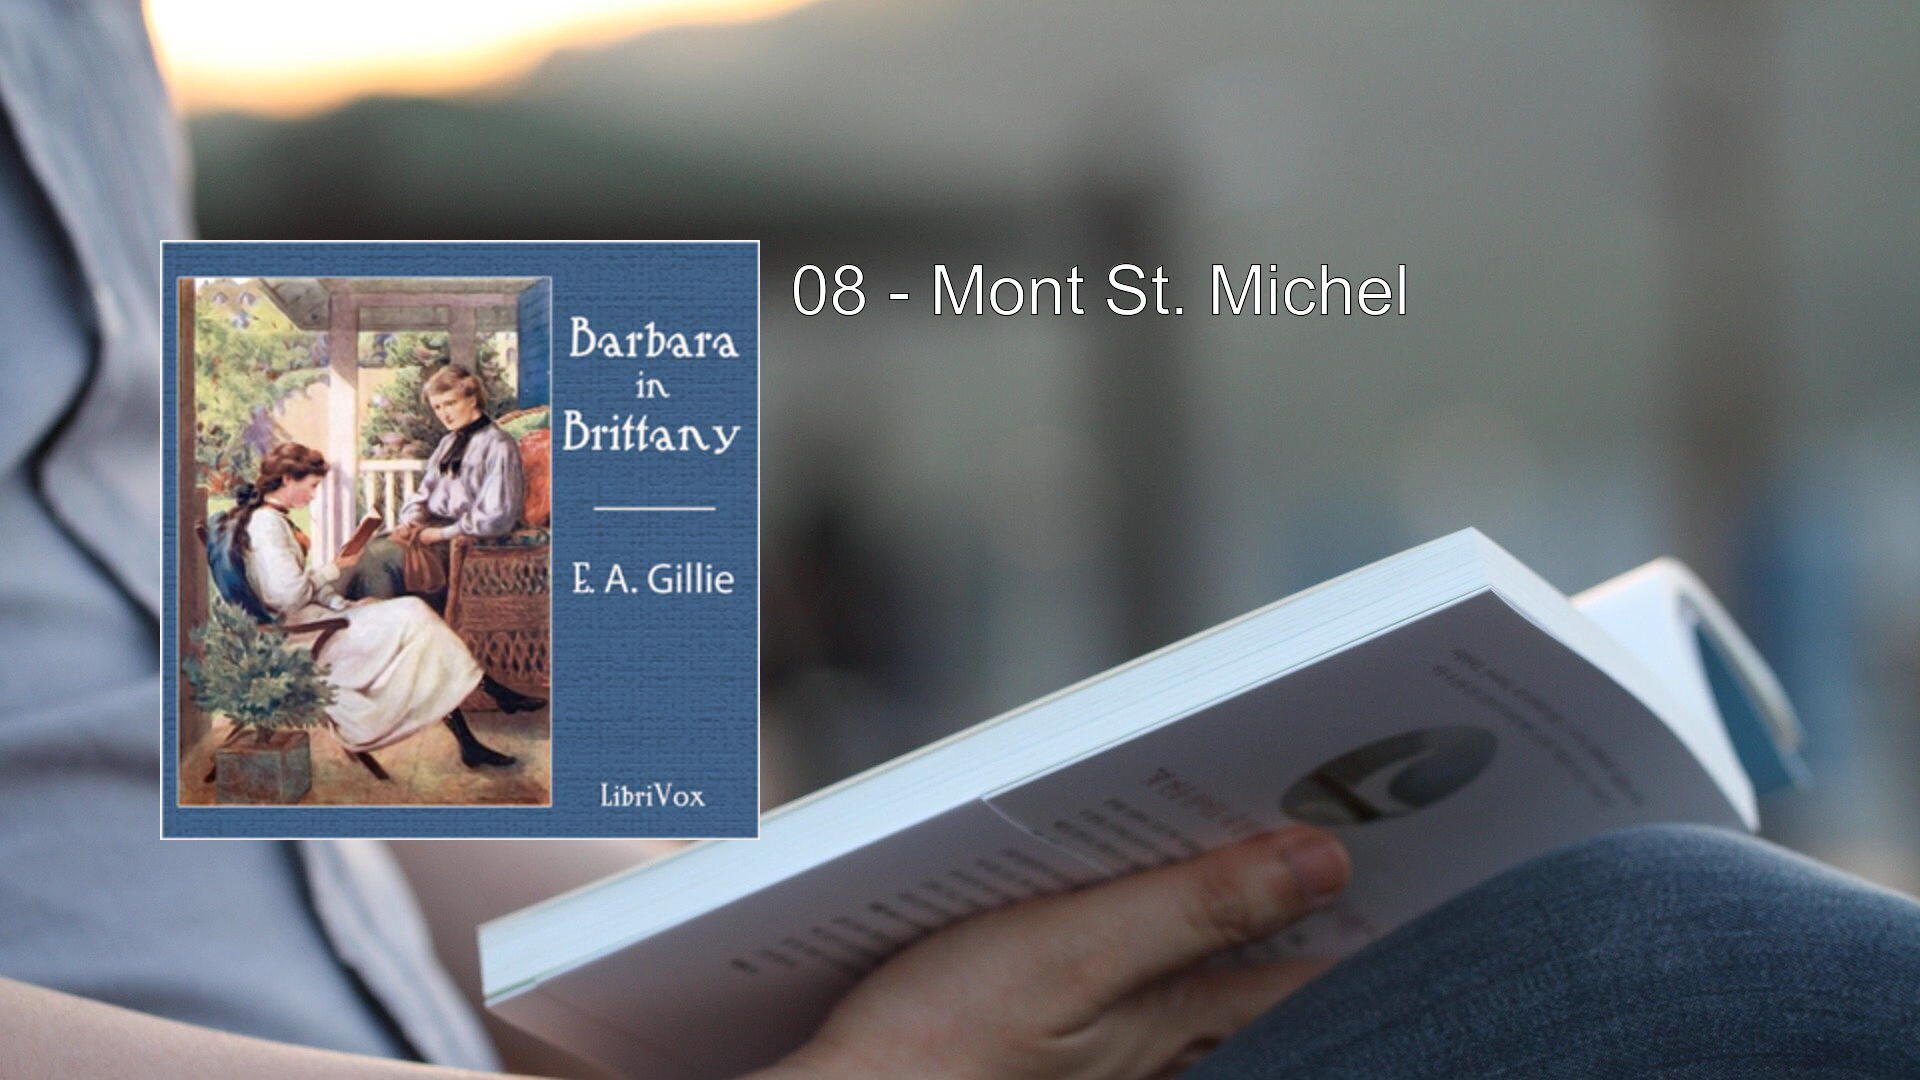 08 - Mont St. Michel
Barbara
in
Brittany
E. A. Gillie
LibriVox